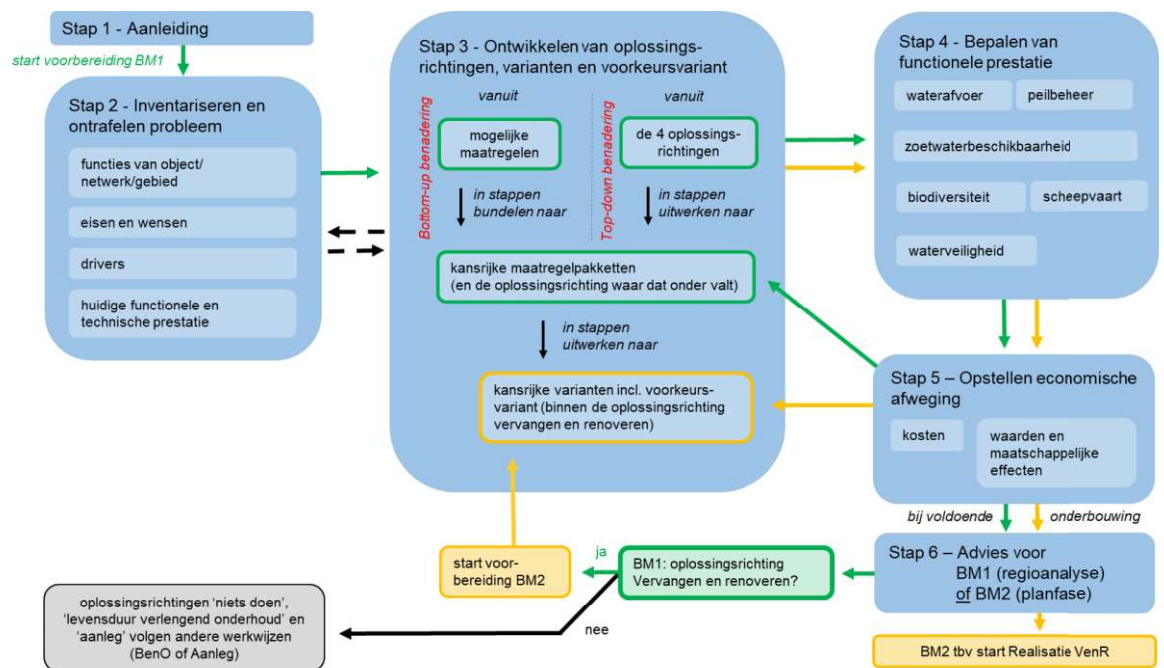 Stap 1 - Aanleiding
start voorbereiding BM1
Stap 2 - Inventariseren en
ontrafelen probleem
functies van object/
netwerk/gebied
eisen en wensen
drivers
huidige functionele en
technische prestatie
Stap 3 - Ontwikkelen van oplossings-
richtingen, varianten en voorkeursvariant
Bottom-up benadering
vanuit
mogelijke
maatregelen
in stappen
bundelen naar
Top-down benadering
vanuit
de 4 oplossings-
richtingen
in stappen
uitwerken naar
kansrijke maatregelpakketten
(en de oplossingsrichting waar dat onder valt)
in stappen
uitwerken naar
kansrijke varianten incl. voorkeurs-
variant (binnen de oplossingsrichting
vervangen en renoveren)
Stap 4 - Bepalen van
functionele prestatie
waterafvoer
peilbeheer
zoetwaterbeschikbaarheid
biodiversiteit
scheepvaart
waterveiligheid
Stap 5 – Opstellen economische
afweging
kosten
waarden en
maatschappelijke
effecten
bij voldoende
onderbouwing
Stap 6 – Advies voor
BM1 (regioanalyse)
of BM2 (planfase)
BM2 tbv start Realisatie VenR
BM1: oplossingsrichting
Vervangen en renoveren?
ja
nee
start voor-
bereiding BM2
oplossingsrichtingen ‘niets doen’,
‘levensduur verlengend onderhoud’ en
‘aanleg’ volgen andere werkwijzen
(BenO of Aanleg)